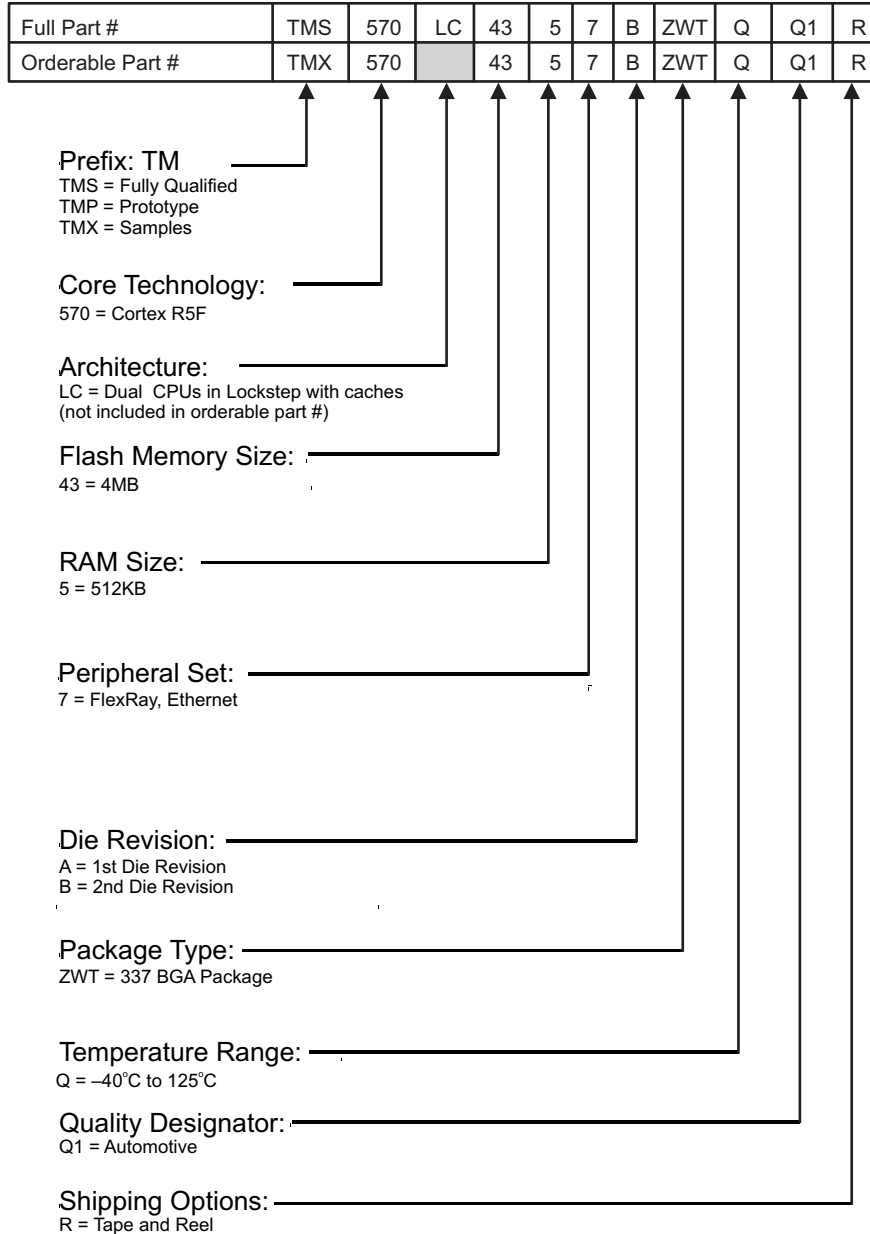 Full Part # TMS 570 LC 43 5 7 B ZWT Q Q1 R
Orderable Part # TMX 570 43 5 7 B ZWT Q Q1 R
Prefix: TM
TMS = Fully Qualified
TMP = Prototype
TMX = Samples
Core Technology:
570 = Cortex R5F
Architecture:
LC = Dual CPUs in Lockstep with caches
(not included in orderable part #)
Flash Memory Size:
43 = 4MB
RAM Size:
5 = 512KB
Peripheral Set:
7 = FlexRay, Ethernet
Die Revision:
A = 1st Die Revision
B = 2nd Die Revision
Package Type:
ZWT = 337 BGA Package
Temperature Range:
Q = –40°C to 125°C
Quality Designator:
Q1 = Automotive
Shipping Options:
R = Tape and Reel